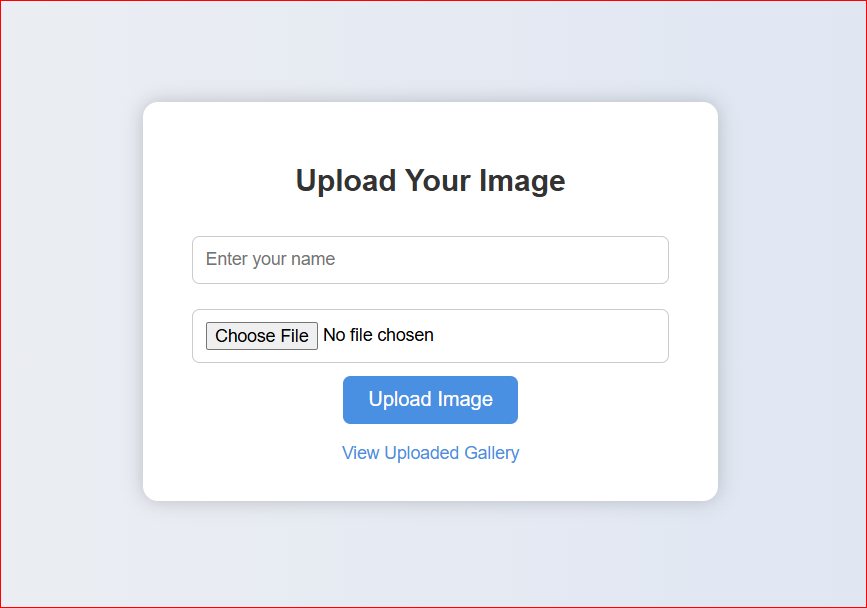 Upload Your Image
Enter your name
Choose File No file chosen
Upload Image
View Uploaded Gallery